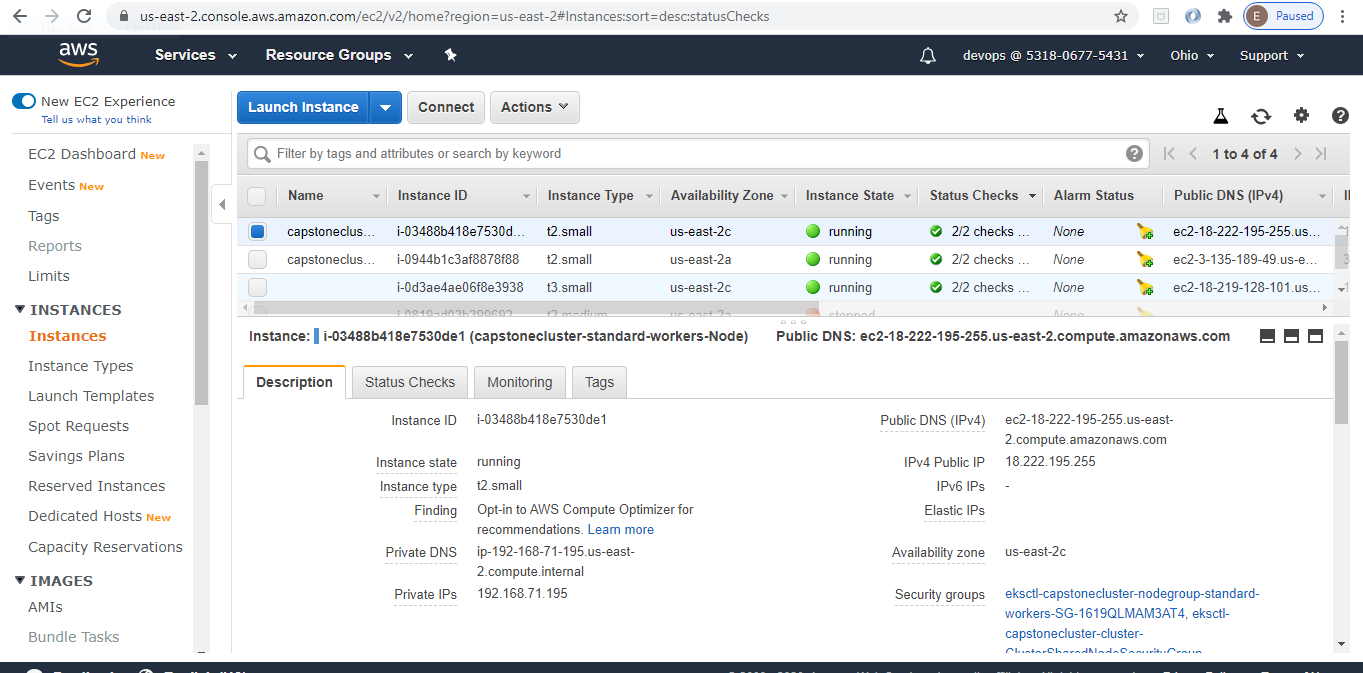 us-east-2.console.aws.amazon.com/ec2/v2/home?region=us-east-2#Instances:sort=desc:statusChecks
E Paused
aws Services Resource Groups devops @ 5318-0677-5431 Ohio Support
New EC2 Experience
Tell us what you think
EC2 Dashboard New
Events New
Tags
Reports
Limits
INSTANCES
Instances
Instance Types
Launch Templates
Spot Requests
Savings Plans
Reserved Instances
Dedicated Hosts New
Capacity Reservations
IMAGES
AMIs
Bundle Tasks
Launch Instance Connect Actions
Filter by tags and attributes or search by keyword
1 to 4 of 4
Name Instance ID Instance Type Availability Zone Instance State Status Checks Alarm Status Public DNS (IPv4)
capstoneclus... i-03488b418e7530d... t2.small us-east-2c running 2/2 checks ... None ec2-18-222-195-255.us...
capstoneclus... i-0944b1c3af8878f88 t2.small us-east-2a running 2/2 checks ... None ec2-3-135-189-49.us-e...
i-0d3ae4ae06f8e3938 t3.small us-east-2c running 2/2 checks ... None ec2-18-219-128-101.us...
t2.medium us-east-2a stopped
Instance: i-03488b418e7530de1 (capstonecluster-standard-workers-Node) Public DNS: ec2-18-222-195-255.us-east-2.compute.amazonaws.com
Description Status Checks Monitoring Tags
Instance ID i-03488b418e7530de1
Instance state running
Instance type t2.small
Finding Opt-in to AWS Compute Optimizer for
recommendations. Learn more
Private DNS ip-192-168-71-195.us-east-
2.compute.internal
Private IPs 192.168.71.195
Public DNS (IPv4) ec2-18-222-195-255.us-east-
2.compute.amazonaws.com
IPv4 Public IP 18.222.195.255
IPv6 IPs -
Elastic IPs
Availability zone us-east-2c
Security groups eksctl-capstonecluster-nodegroup-standard-
workers-SG-1619QLMAM3AT4, eksctl-
capstonecluster-cluster-
ClusterSharedNodeSecurityGroup-